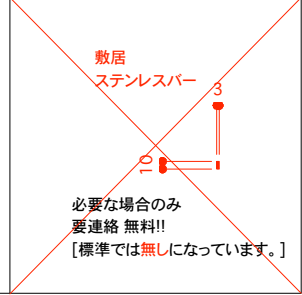 敷居
ステンレスバー
3
10
必要な場合のみ
要連絡 無料!!
[標準では無しになっています。]